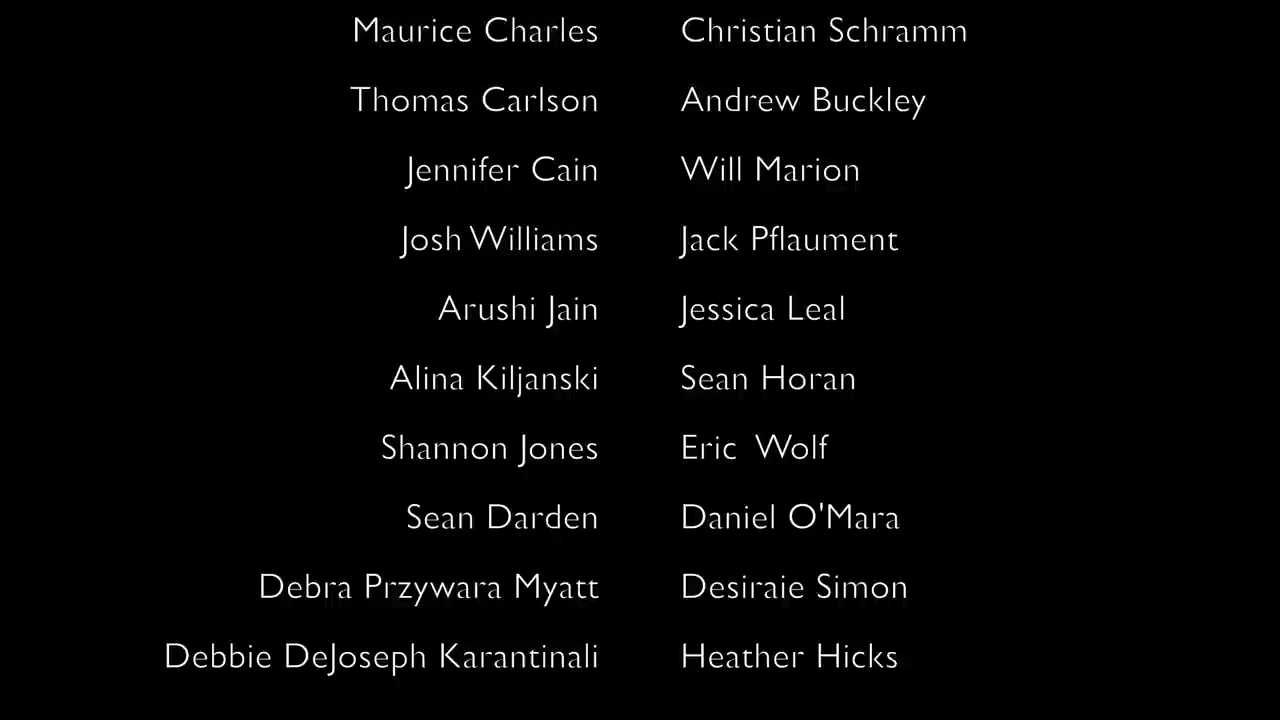 Maurice Charles Christian Schramm
Thomas Carlson Andrew Buckley
Jennifer Cain Will Marion
Josh Williams Jack Pflaument
Arushi Jain Jessica Leal
Alina Kiljanski Sean Horan
Shannon Jones Eric Wolf
Sean Darden Daniel O'Mara
Debra Przywara Myatt Desiraie Simon
Debbie DeJoseph Karantinali Heather Hicks